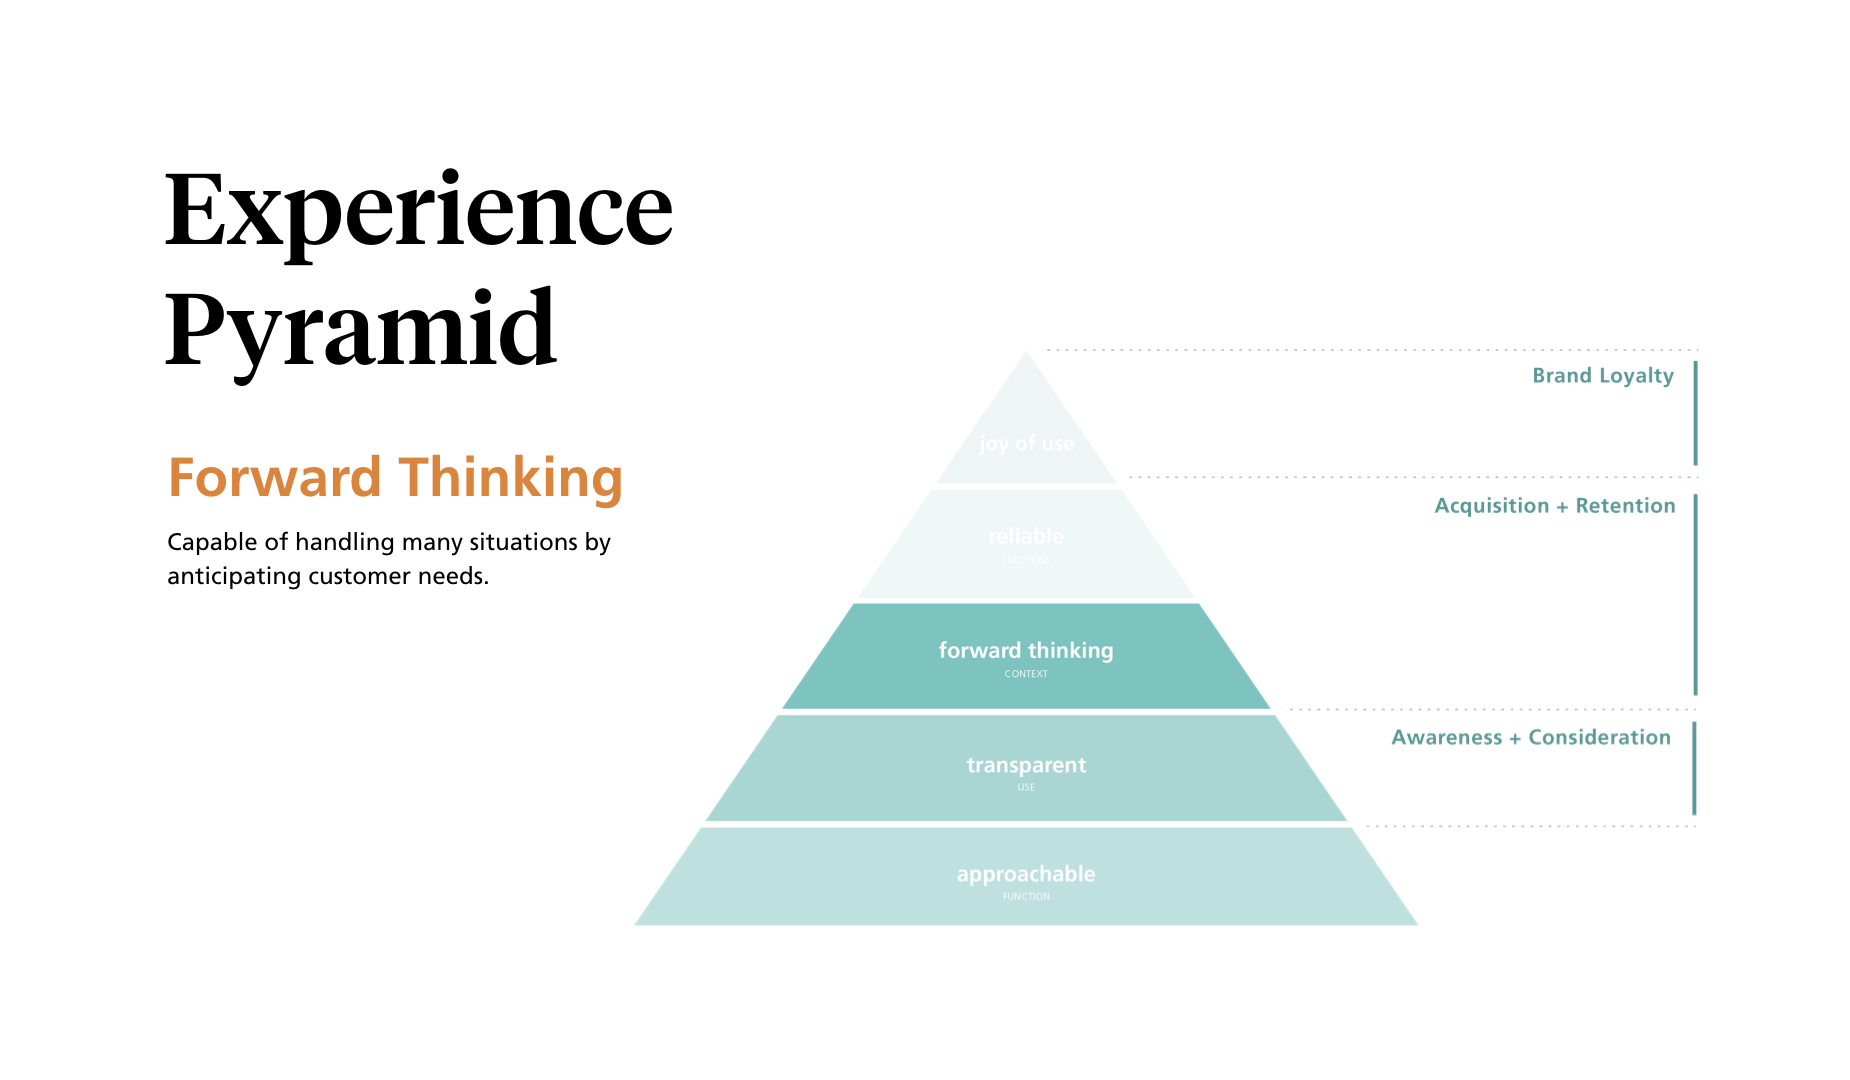 Experience
Pyramid
Forward Thinking
Capable of handling many situations by
anticipating customer needs.
Brand Loyalty
joy of use
Acquisition + Retention
reliable
forward thinking
CONTEXT
Awareness + Consideration
transparent
USE
approachable
FUNCTION